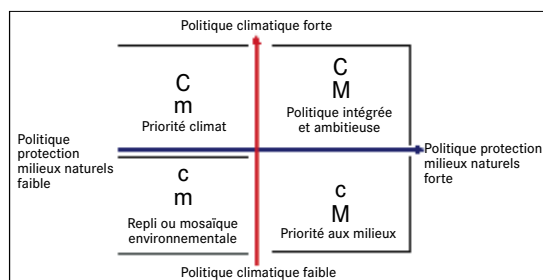 Politique climatique forte
C
m
Priorité climat
C
M
Politique intégrée
et ambitieuse
Politique
protection
milieux naturels
faible
Politique protection
milieux naturels
forte
c
m
Repli ou mosaïque
environnementale
c
M
Priorité aux milieux
Politique climatique faible